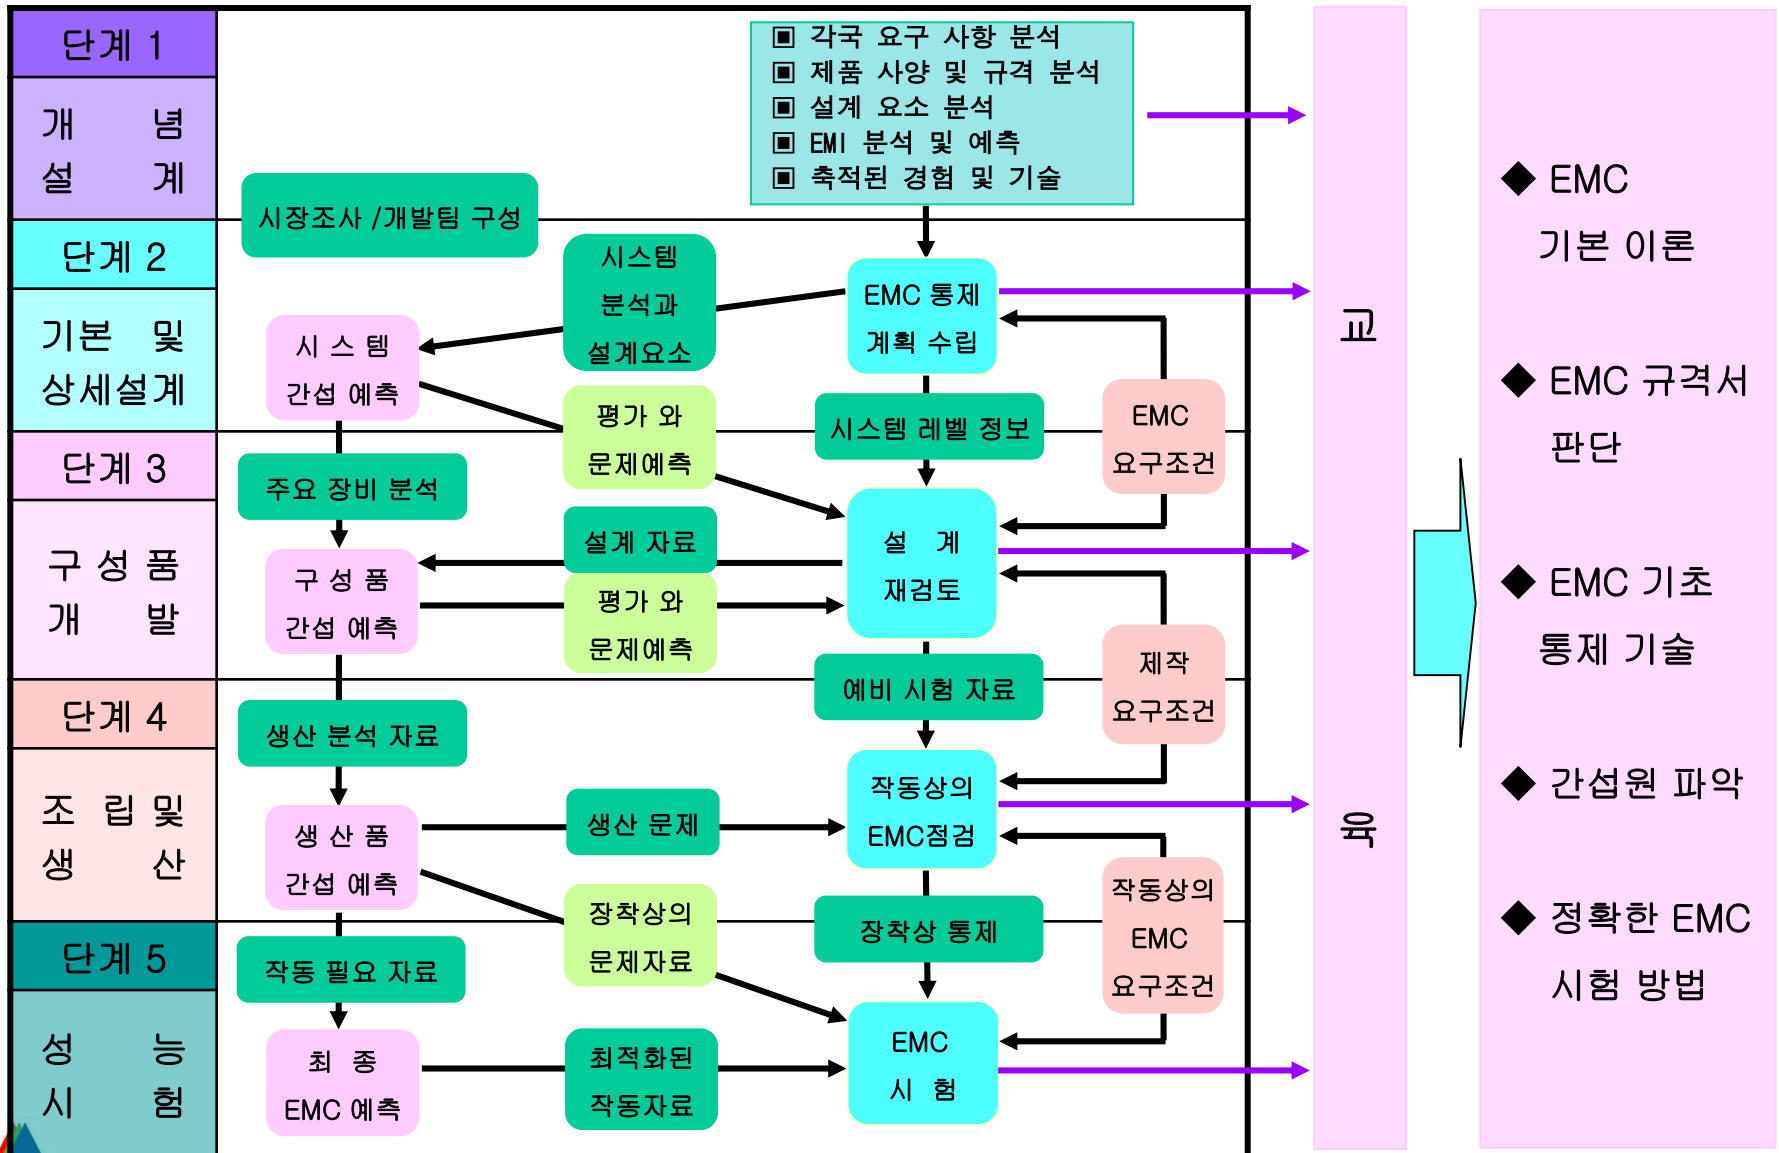 단계 1
개 념
설 계
단계 2
기본 및
상세설계
단계 3
구 성 품
개 발
단계 4
조 립 및
생 산
단계 5
성 능
시 험
▣ 각국 요구 사항 분석
▣ 제품 사양 및 규격 분석
▣ 설계 요소 분석
▣ EMI 분석 및 예측
▣ 축적된 경험 및 기술
시장조사 /개발팀 구성
시스템
분석과
설계요소
EMC 통제
계획 수립
시 스 템
간섭 예측
평가 와
문제예측
시스템 레벨 정보
EMC
요구조건
주요 장비 분석
설계 자료
설 계
재검토
구 성 품
간섭 예측
평가 와
문제예측
예비 시험 자료
제작
요구조건
생산 분석 자료
작동상의
EMC점검
생산 문제
생 산 품
간섭 예측
장착상의
문제자료
장착상 통제
작동상의
EMC
요구조건
작동 필요 자료
최 종
EMC 예측
최적화된
작동자료
EMC
시 험
교
육
◆ EMC
기본 이론
◆ EMC 규격서
판단
◆ EMC 기초
통제 기술
◆ 간섭원 파악
◆ 정확한 EMC
시험 방법